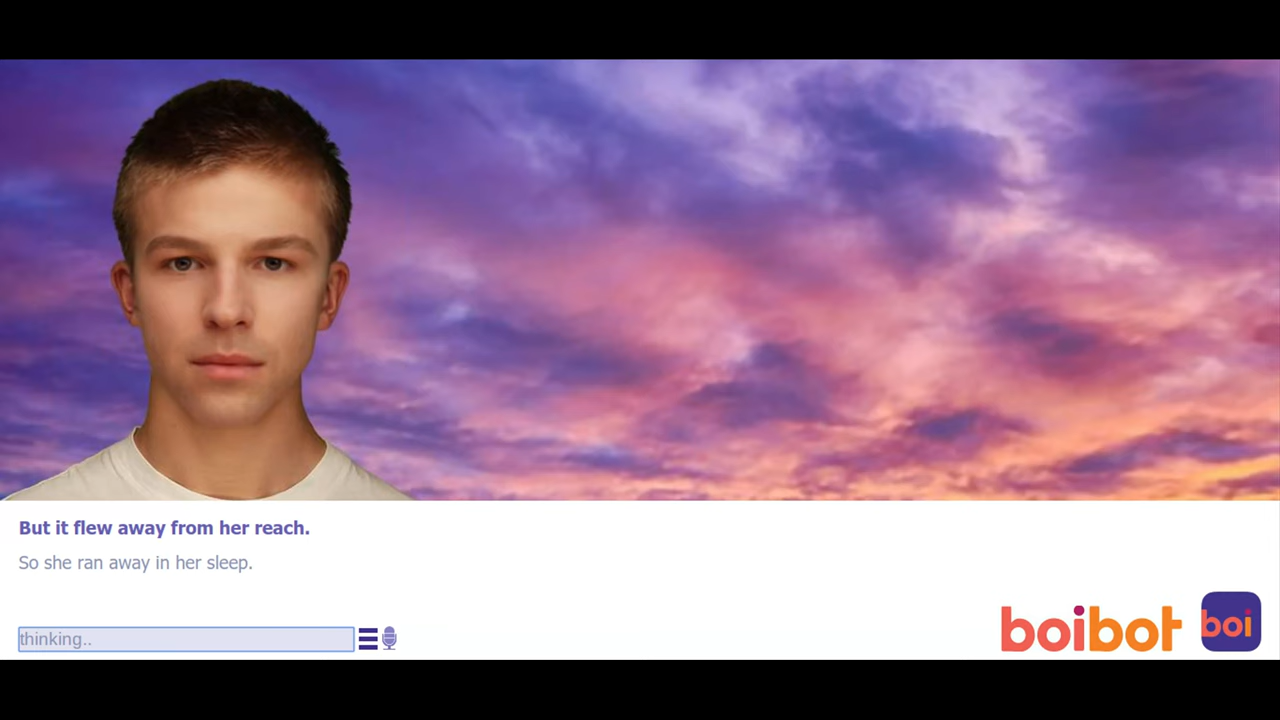 But it flew away from her reach.
So she ran away in her sleep.
thinking..
boibot
boi